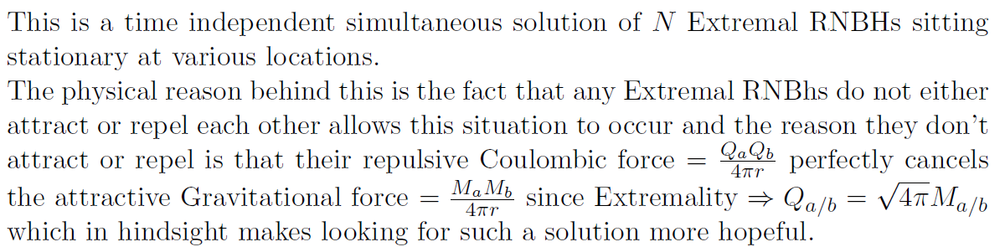 This is a time independent simultaneous solution of N Extremal RNBHs sitting
stationary at various locations.
The physical reason behind this is the fact that any Extremal RNBhs do not either
attract or repel each other allows this situation to occur and the reason they don't
attract or repel is that their repulsive Coulombic force = \frac{Q_a Q_b}{4\pi r} perfectly cancels
the attractive Gravitational force = \frac{M_a M_b}{4\pi r} since Extremality ⇒ Q_{a/b} = \sqrt{4\pi} M_{a/b}
which in hindsight makes looking for such a solution more hopeful.